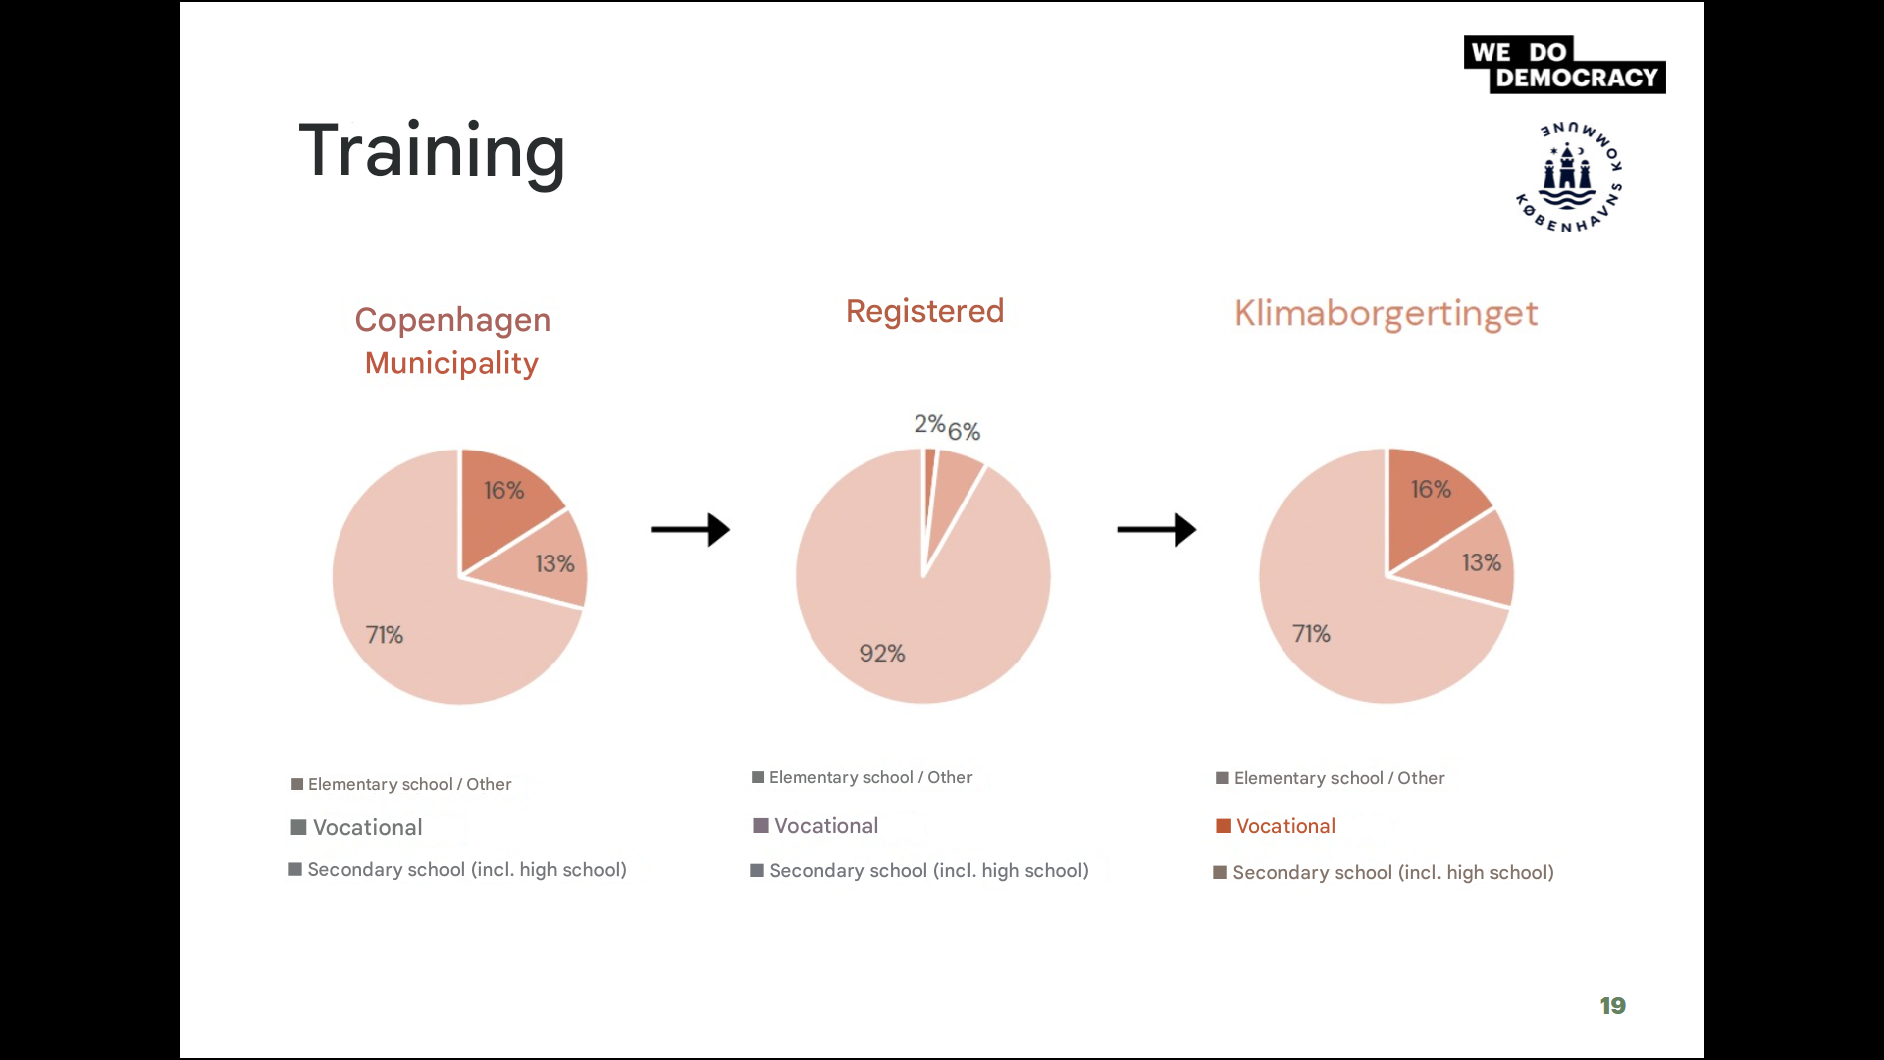 WE DO
DEMOCRACY
KØBENHAVNS KOMMUNE
Training
Copenhagen
Municipality
Registered
Klimaborgertinget
16%
13%
71%
2%
6%
92%
16%
13%
71%
Elementary school / Other
Vocational
Secondary school (incl. high school)
Elementary school / Other
Vocational
Secondary school (incl. high school)
Elementary school / Other
Vocational
Secondary school (incl. high school)
19